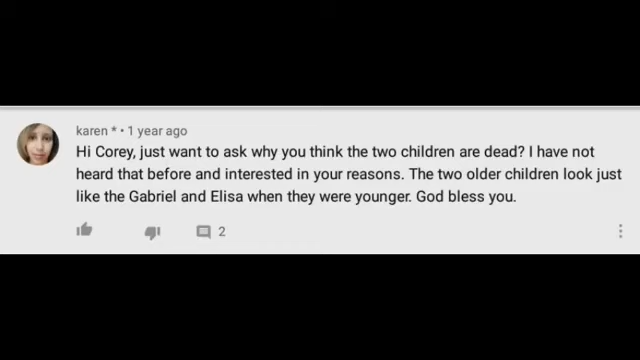 karen * • 1 year ago
Hi Corey, just want to ask why you think the two children are dead? I have not
heard that before and interested in your reasons. The two older children look just
like the Gabriel and Elisa when they were younger. God bless you.
2